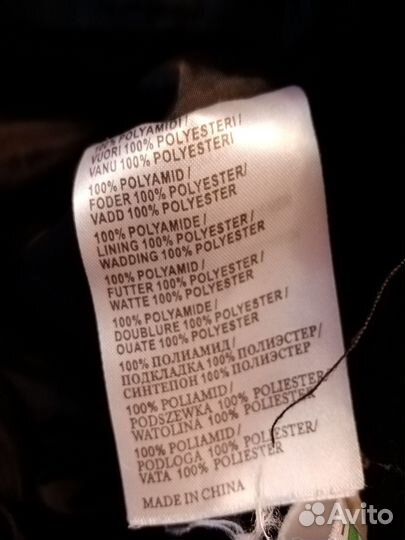 100% POLYAMIDI/
VUORI 100% POLYESTERI/
VANU 100% POLYESTERI
100% POLYAMID/
FODER 100% POLYESTER/
VADD 100% POLYESTER
100% POLYAMIDE/
LINING 100% POLYESTER/
WADDING 100% POLYESTER
100% POLYAMID/
FUTTER 100% POLYESTER/
WATTE 100% POLYESTER
100% POLYAMIDE/
DOUBLURE 100% POLYESTER/
OUATE 100% POLYESTER
100% ПОЛИАМИД/
ПОДКЛАДКА 100% ПОЛИЭСТЕР/
СИНТЕПОН 100% ПОЛИЭСТЕР
100% POLIAMID/
PODSZEWKA 100% POLIESTER/
WATOLINA 100% POLIESTER
100% POLIAMID/
PODLOGA 100% POLIESTER/
VATA 100% POLIESTER
MADE IN CHINA
Avito